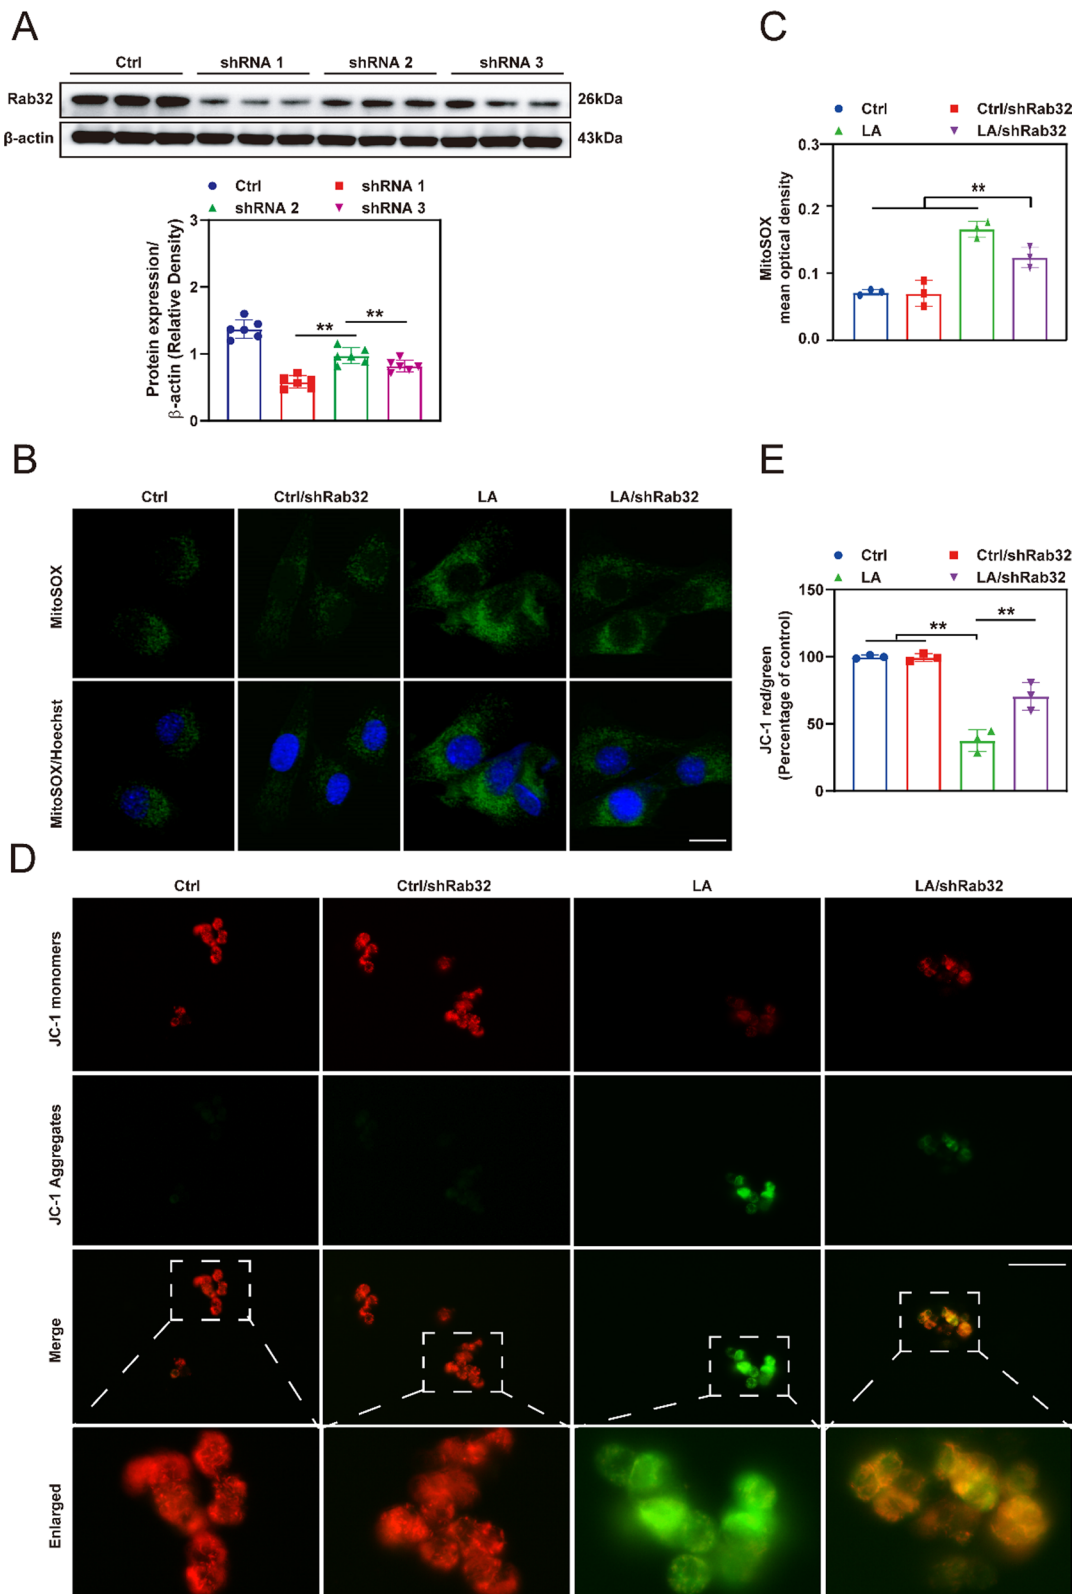 A
Ctrl shRNA 1 shRNA 2 shRNA 3
Rab32 26kDa
β-actin 43kDa
Ctrl shRNA 1
shRNA 2 shRNA 3
Protein expression/
β-actin (Relative Density)
3
2
1
0
** **
C
Ctrl Ctrl/shRab32
LA LA/shRab32
MitoSOX
mean optical density
0.3
0.2
0.1
0.0
**
B
Ctrl Ctrl/shRab32 LA LA/shRab32
MitoSOX
MitoSOX/Hoechst
E
Ctrl Ctrl/shRab32
LA LA/shRab32
JC-1 red/green
(Percentage of control)
150
100
50
0
** **
D
Ctrl Ctrl/shRab32 LA LA/shRab32
JC-1 monomers
JC-1 Aggregates
Merge
Enlarged